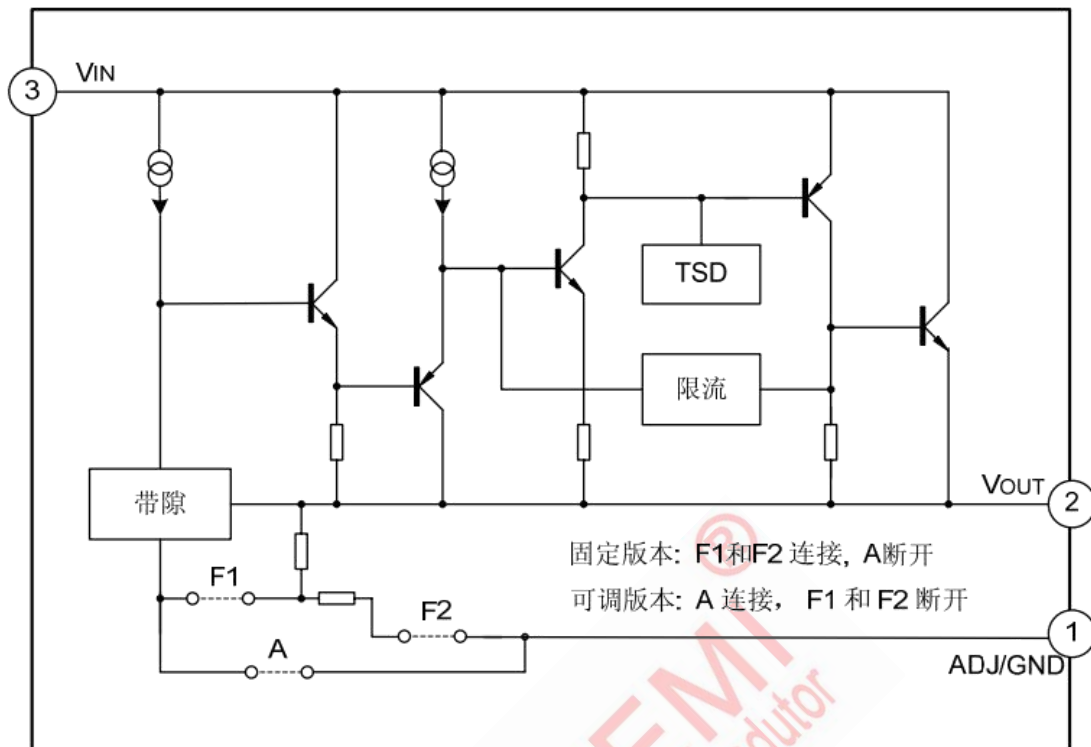 3
VIN
TSD
限流
带隙
VOUT
2
固定版本: F1和F2 连接, A断开
可调版本: A 连接, F1 和 F2 断开
F1
F2
A
1
ADJ/GND
®